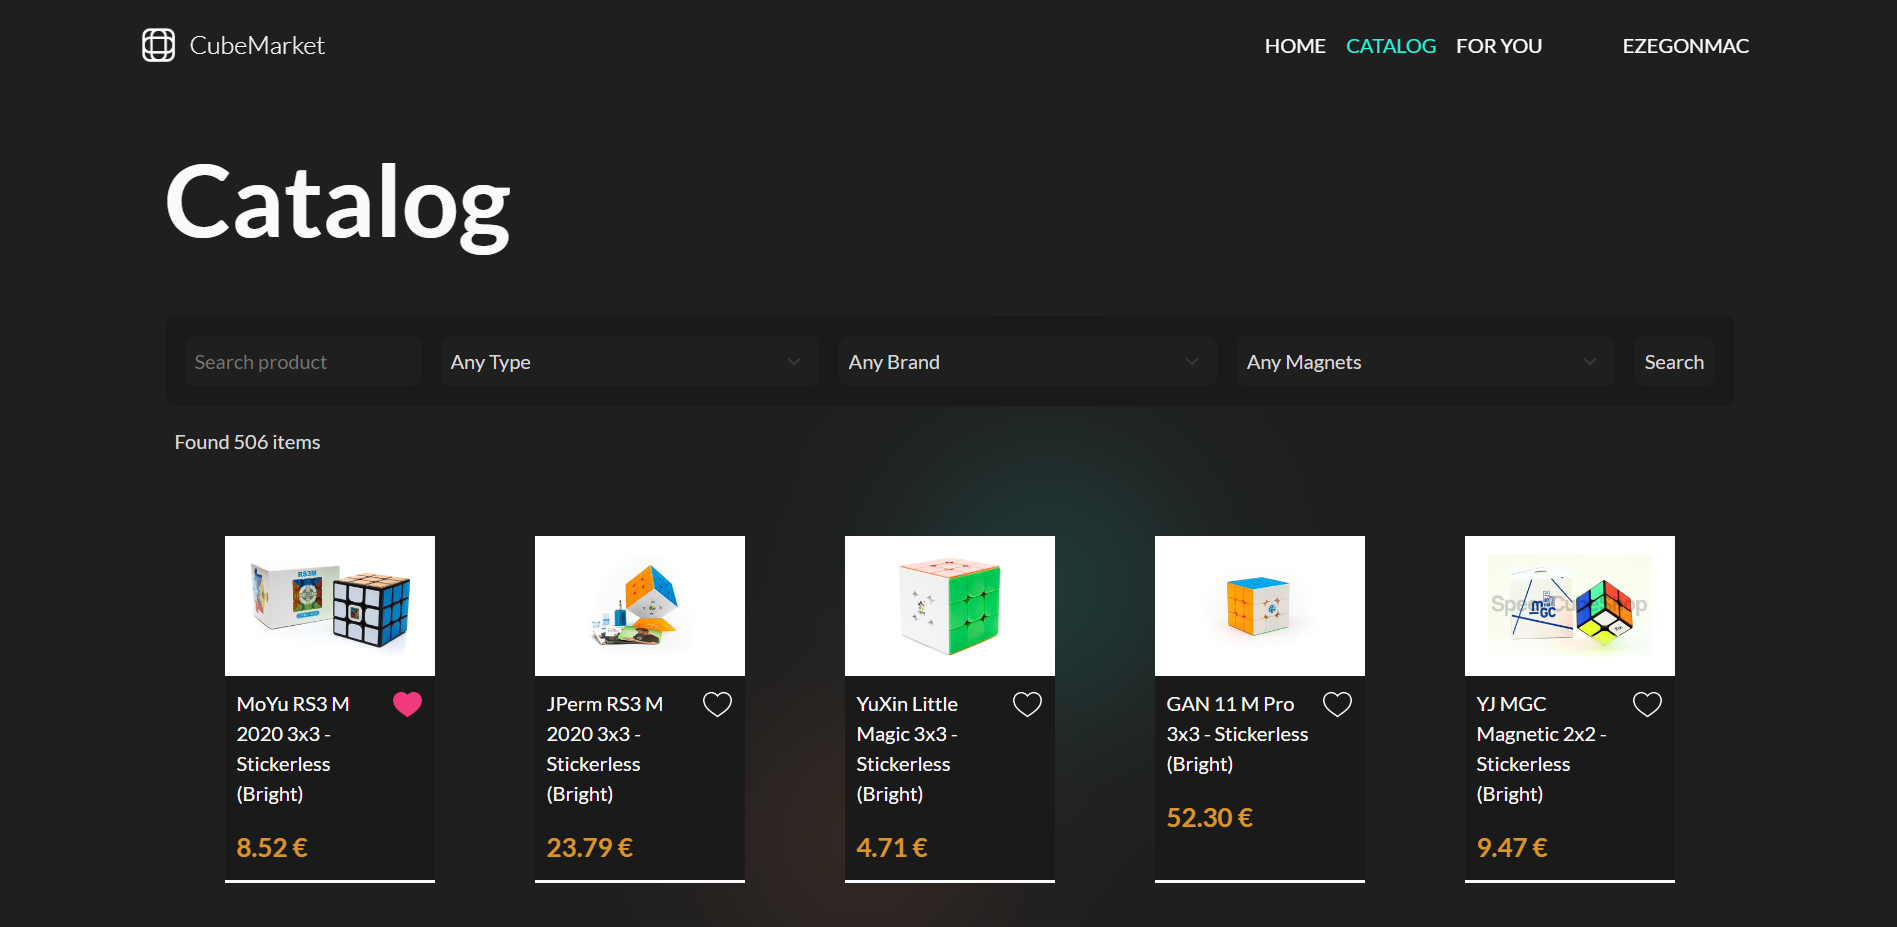 CubeMarket
HOME CATALOG FOR YOU EZEGONMAC
Catalog
Search product Any Type Any Brand Any Magnets Search
Found 506 items
RS3M
MGC
SpeedCubeShop
MoYu RS3 M
2020 3x3 -
Stickerless
(Bright)
8.52 €
JPerm RS3 M
2020 3x3 -
Stickerless
(Bright)
23.79 €
YuXin Little
Magic 3x3 -
Stickerless
(Bright)
4.71 €
GAN 11 M Pro
3x3 - Stickerless
(Bright)
52.30 €
YJ MGC
Magnetic 2x2 -
Stickerless
(Bright)
9.47 €